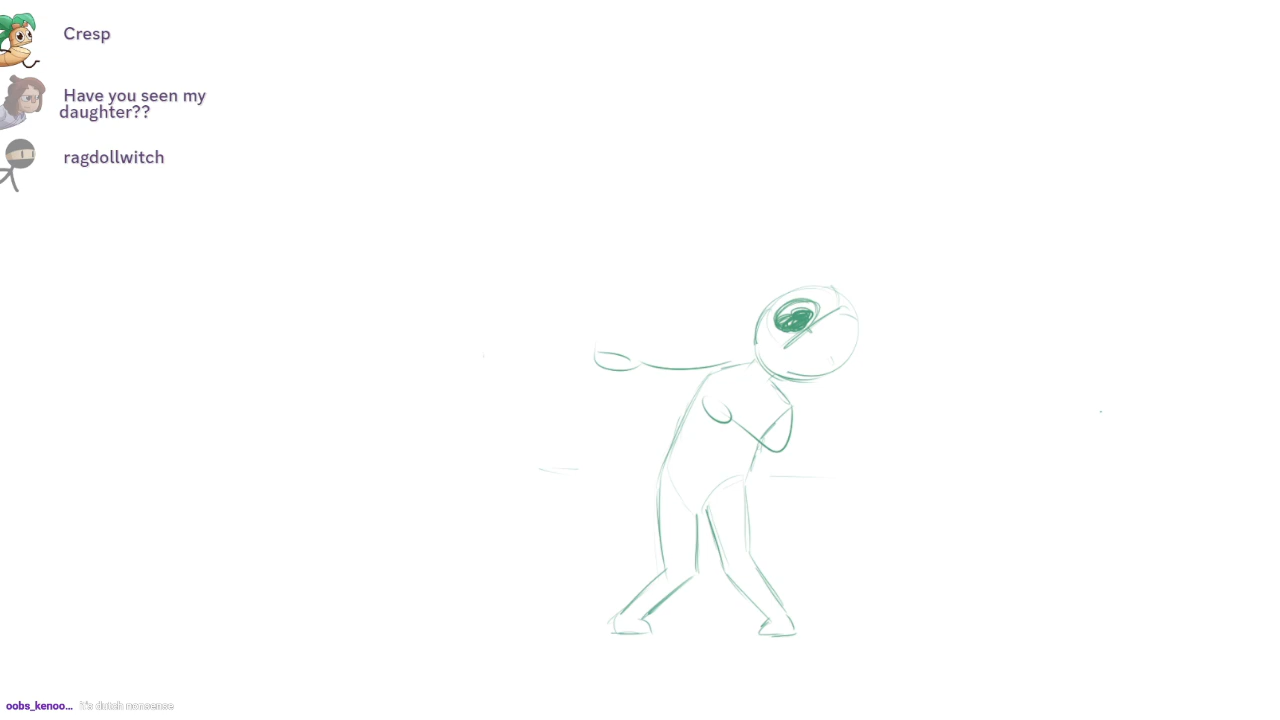 Cresp
Have you seen my
daughter??
ragdollwitch
oobs_kenoo... it's dutch nonsense